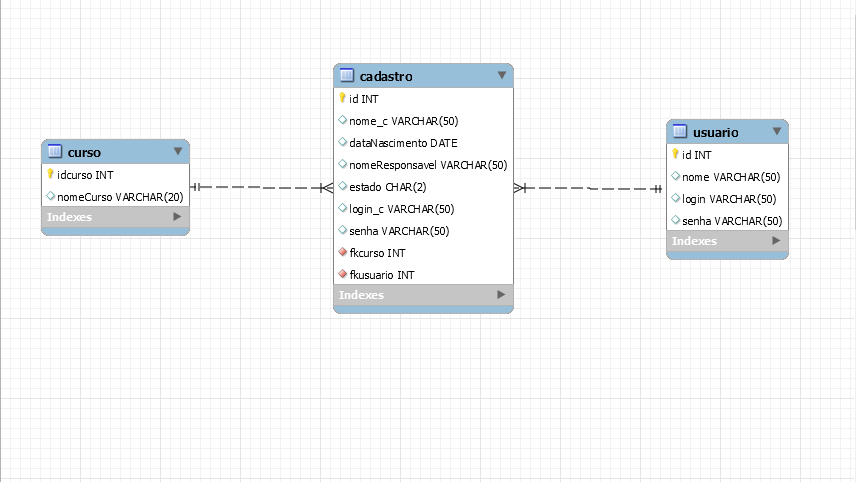 curso
idcurso INT
nomeCurso VARCHAR(20)
Indexes
cadastro
id INT
nome_c VARCHAR(50)
dataNascimento DATE
nomeResponsavel VARCHAR(50)
estado CHAR(2)
login_c VARCHAR(50)
senha VARCHAR(50)
fkcurso INT
fkusuario INT
Indexes
usuario
id INT
nome VARCHAR(50)
login VARCHAR(50)
senha VARCHAR(50)
Indexes